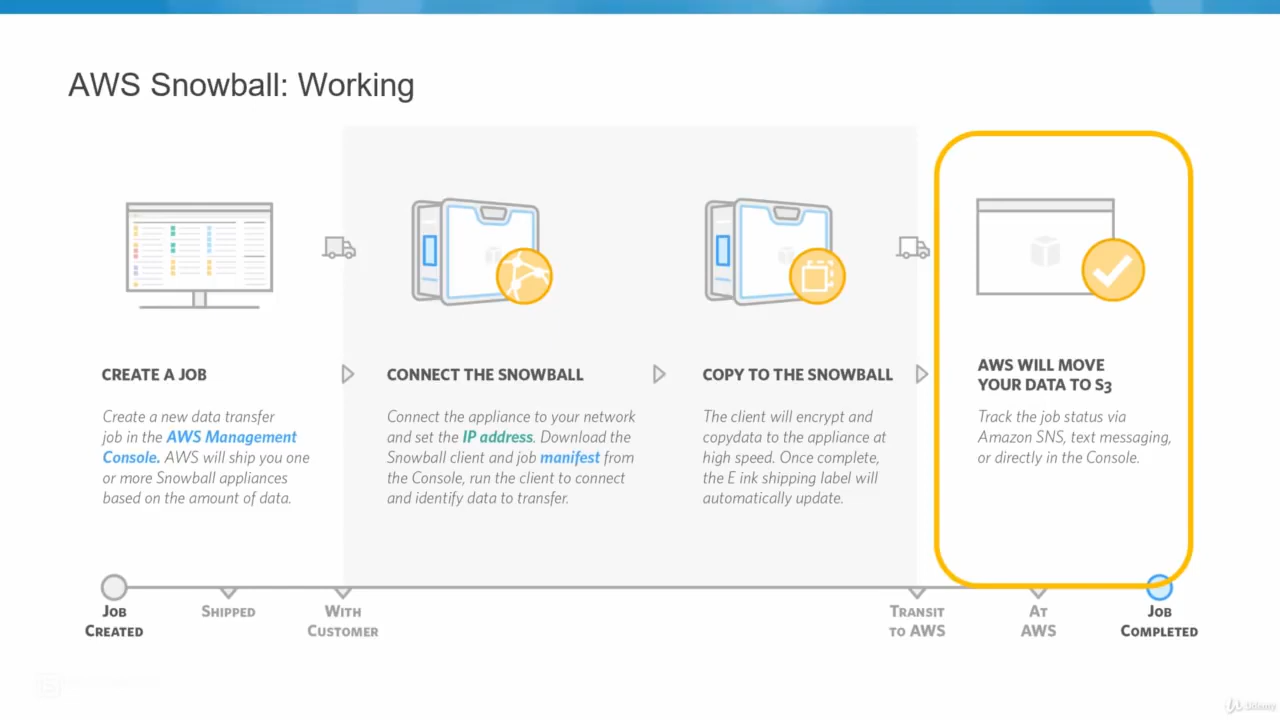 AWS Snowball: Working
CREATE A JOB
Create a new data transfer
job in the AWS Management
Console. AWS will ship you one
or more Snowball appliances
based on the amount of data.
CONNECT THE SNOWBALL
Connect the appliance to your network
and set the IP address. Download the
Snowball client and job manifest from
the Console, run the client to connect
and identify data to transfer.
COPY TO THE SNOWBALL
The client will encrypt and
copydata to the appliance at
high speed. Once complete,
the E ink shipping label will
automatically update.
AWS WILL MOVE
YOUR DATA TO S3
Track the job status via
Amazon SNS, text messaging,
or directly in the Console.
JOB
CREATED
SHIPPED
WITH
CUSTOMER
TRANSIT
TO AWS
AT
AWS
JOB
COMPLETED
Udemy